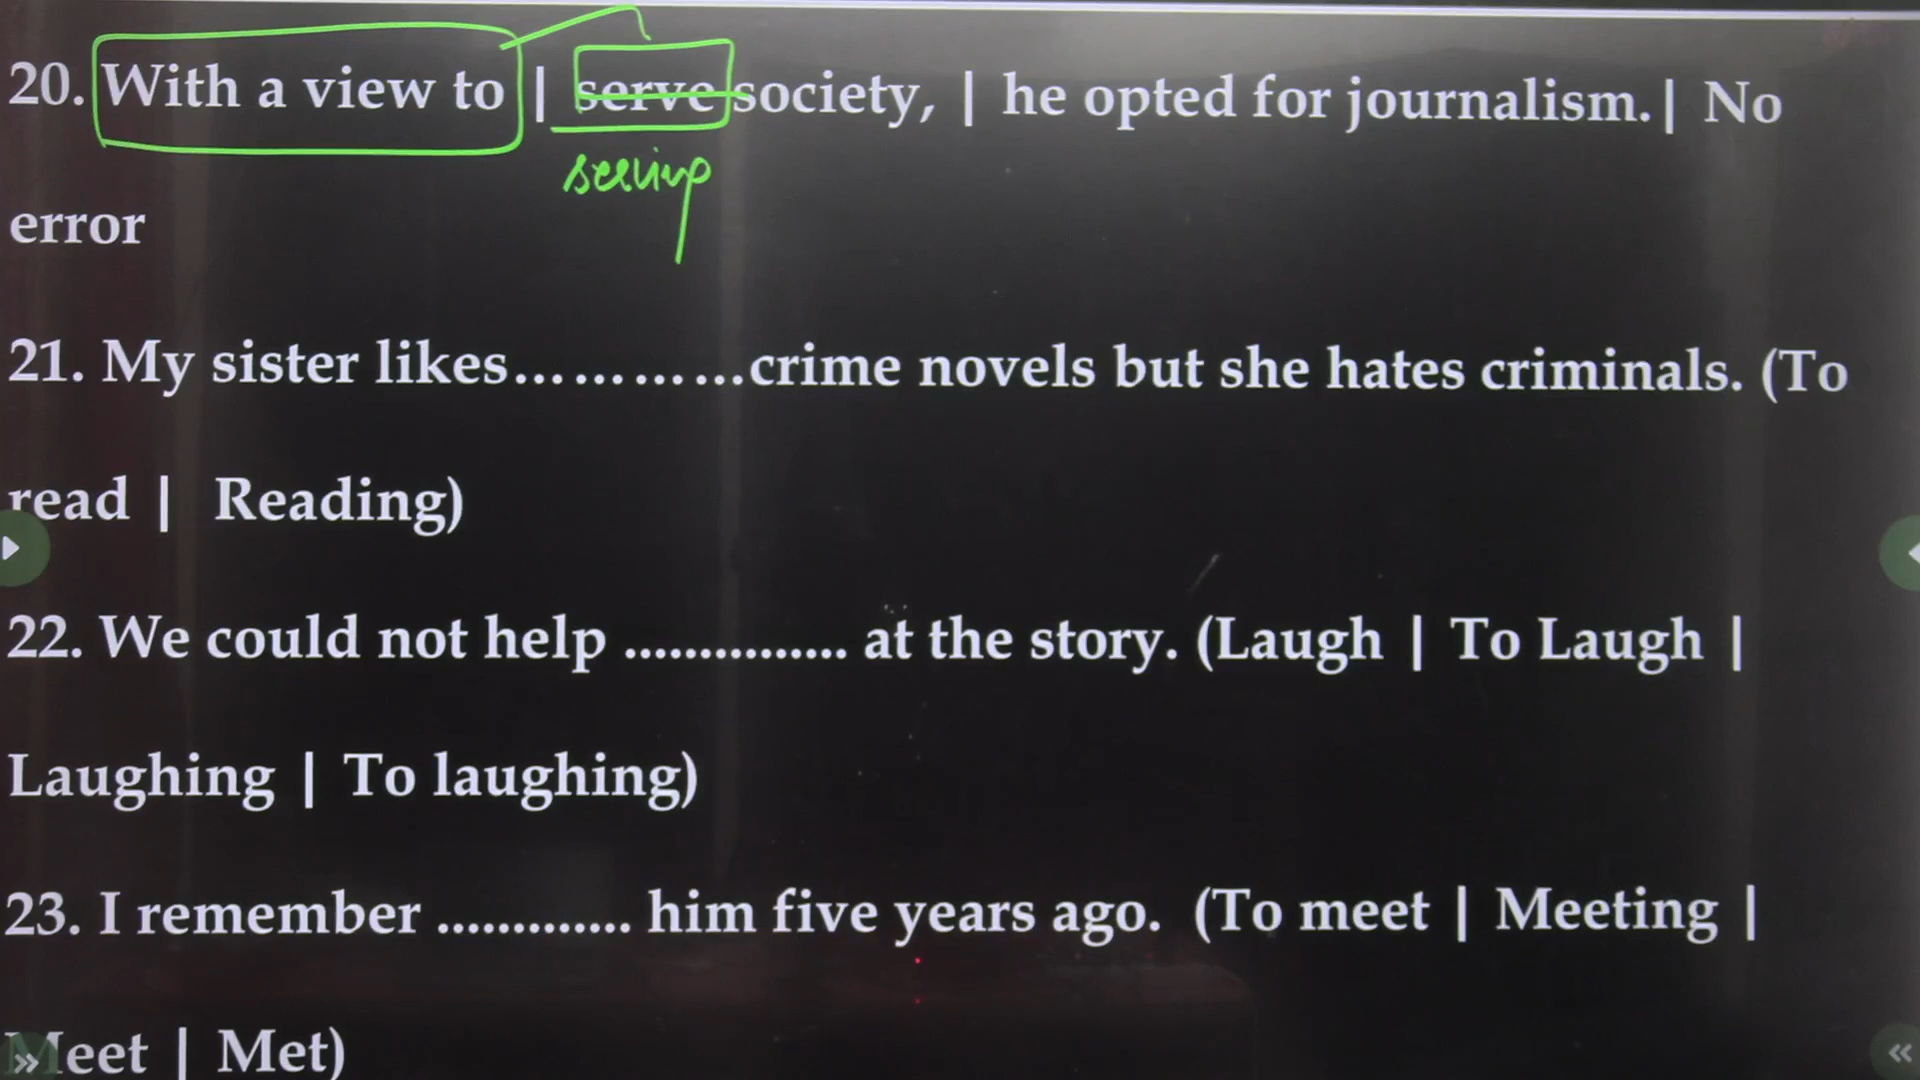 20. With a view to | serve society, | he opted for journalism. | No
serving
error
21. My sister likes…………crime novels but she hates criminals. (To
read | Reading)
22. We could not help ............... at the story. (Laugh | To Laugh |
Laughing | To laughing)
23. I remember ............. him five years ago. (To meet | Meeting |
Meet | Met)